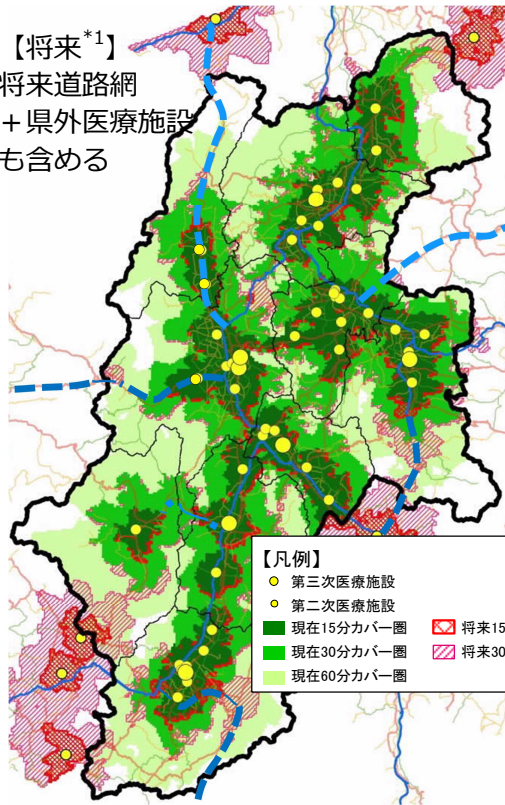 【将来*1】
将来道路網
＋県外医療施設
も含める
【凡例】
第三次医療施設
第二次医療施設
現在15分カバー圏
将来15
現在30分カバー圏
将来30
現在60分カバー圏